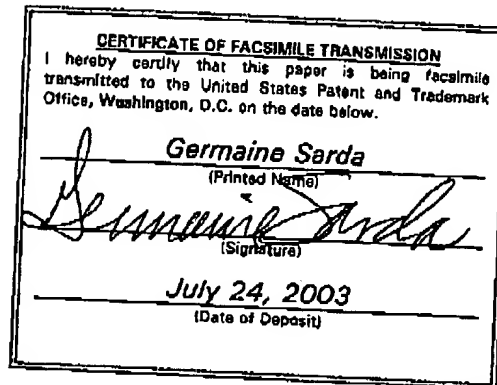 CERTIFICATE OF FACSIMILE TRANSMISSION
I hereby certify that this paper is being facsimile
transmitted to the United States Patent and Trademark
Office, Washington, D.C. on the date below.
Germaine Sarda
(Printed Name)
Germaine Sarda
(Signature)
July 24, 2003
(Date of Deposit)